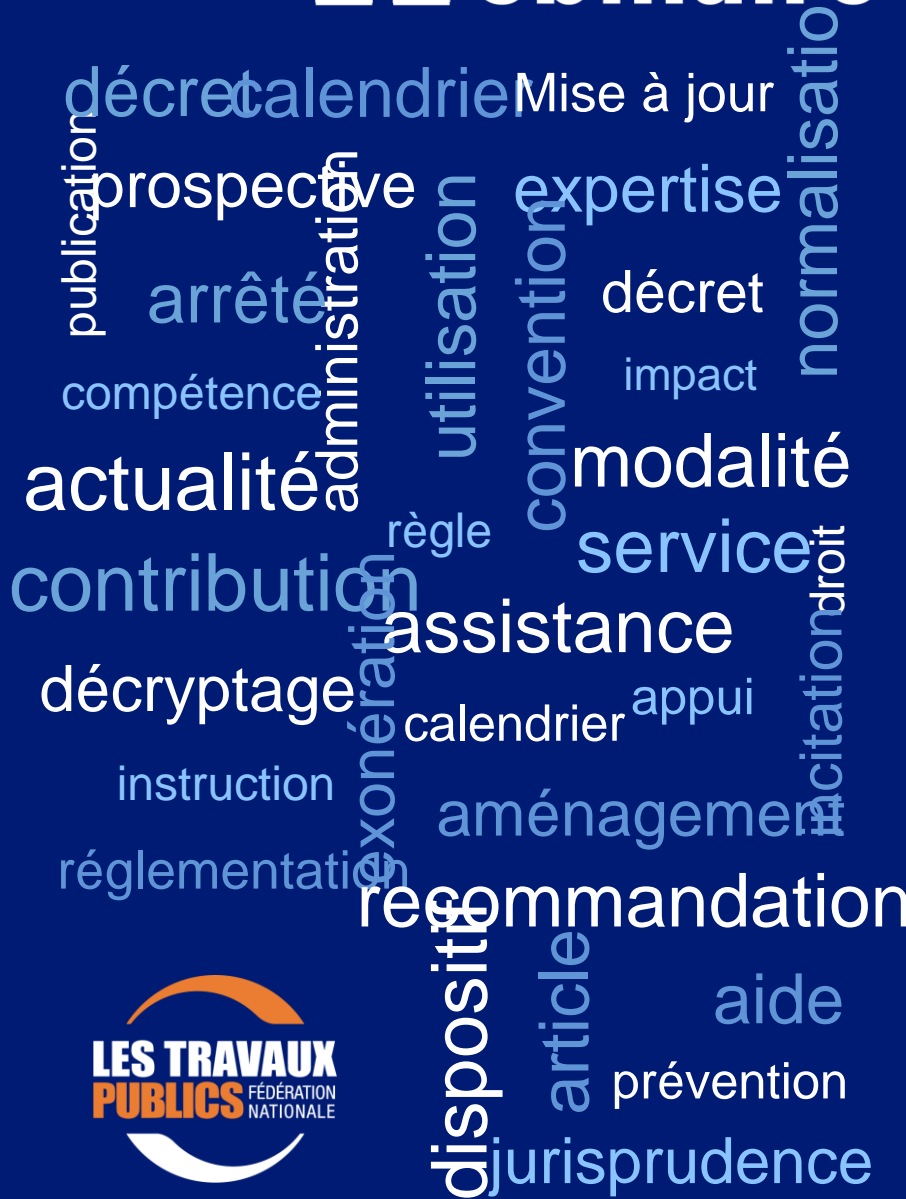 décret
calendrier
Mise à jour
normalisatio
publication
prospective
administration
utilisation
expertise
convention
arrêté
décret
compétence
impact
actualité
modalité
règle
service
droit
contribution
exonération
assistance
incitation
décryptage
appui
calendrier
instruction
aménagement
réglementation
recommandation
dispositif
article
aide
LES TRAVAUX
PUBLICS FÉDÉRATION
NATIONALE
prévention
jurisprudence